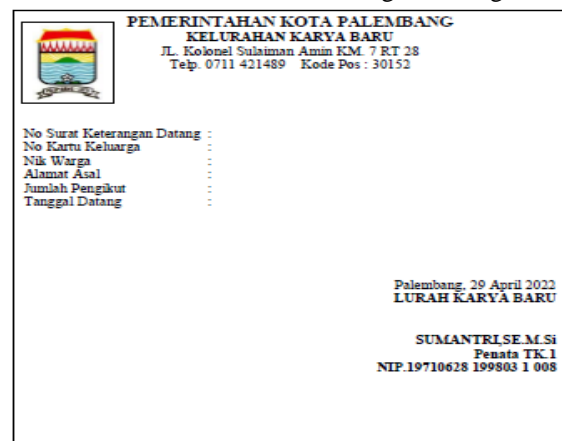 PEMERINTAHAN KOTA PALEMBANG
KELURAHAN KARYA BARU
JL. Kolonel Sulaiman Amin KM. 7 RT 28
Telp. 0711 421489 Kode Pos : 30152
No Surat Keterangan Datang :
No Kartu Keluarga :
Nik Warga :
Alamat Asal :
Jumlah Pengikut :
Tanggal Datang :
Palembang, 29 April 2022
LURAH KARYA BARU
SUMANTRI,SE.M.Si
Penata TK.1
NIP.19710628 199803 1 008